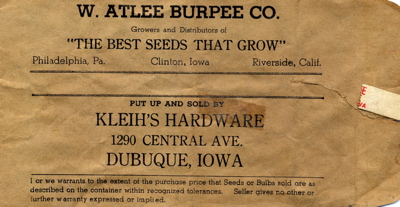 W. ATLEE BURPEE CO.
Growers and Distributors of
"THE BEST SEEDS THAT GROW"
Philadelphia, Pa. Clinton, Iowa Riverside, Calif.
PUT UP AND SOLD BY
KLEIH'S HARDWARE
1290 CENTRAL AVE.
DUBUQUE, IOWA
I or we warrants to the extent of the purchase price that Seeds or Bulbs sold are as
described on the container within recognized tolerances. Seller gives no other or
further warranty expressed or implied.